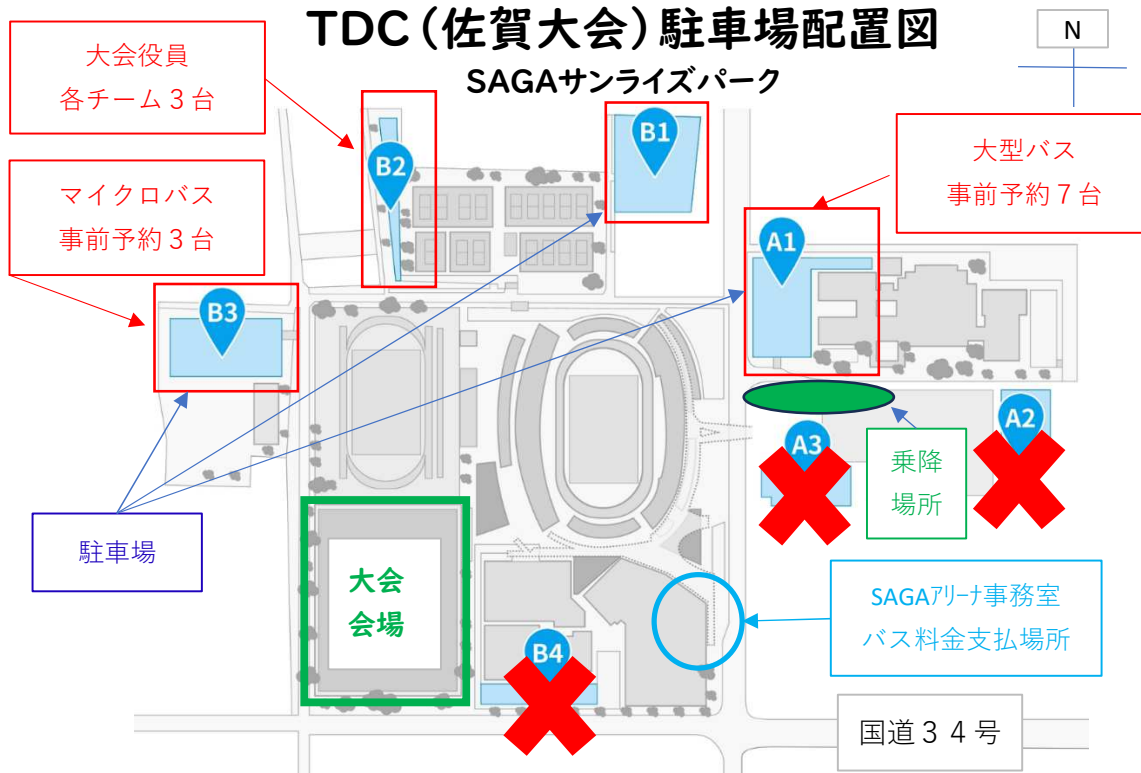 TDC（佐賀大会）駐車場配置図
SAGAサンライズパーク
N
大会役員
各チーム３台
マイクロバス
事前予約３台
大型バス
事前予約７台
B1
B2
A1
B3
A2
A3
乗降
場所
駐車場
大会
会場
SAGAｱﾘｰﾅ事務室
バス料金支払場所
B4
国道３４号